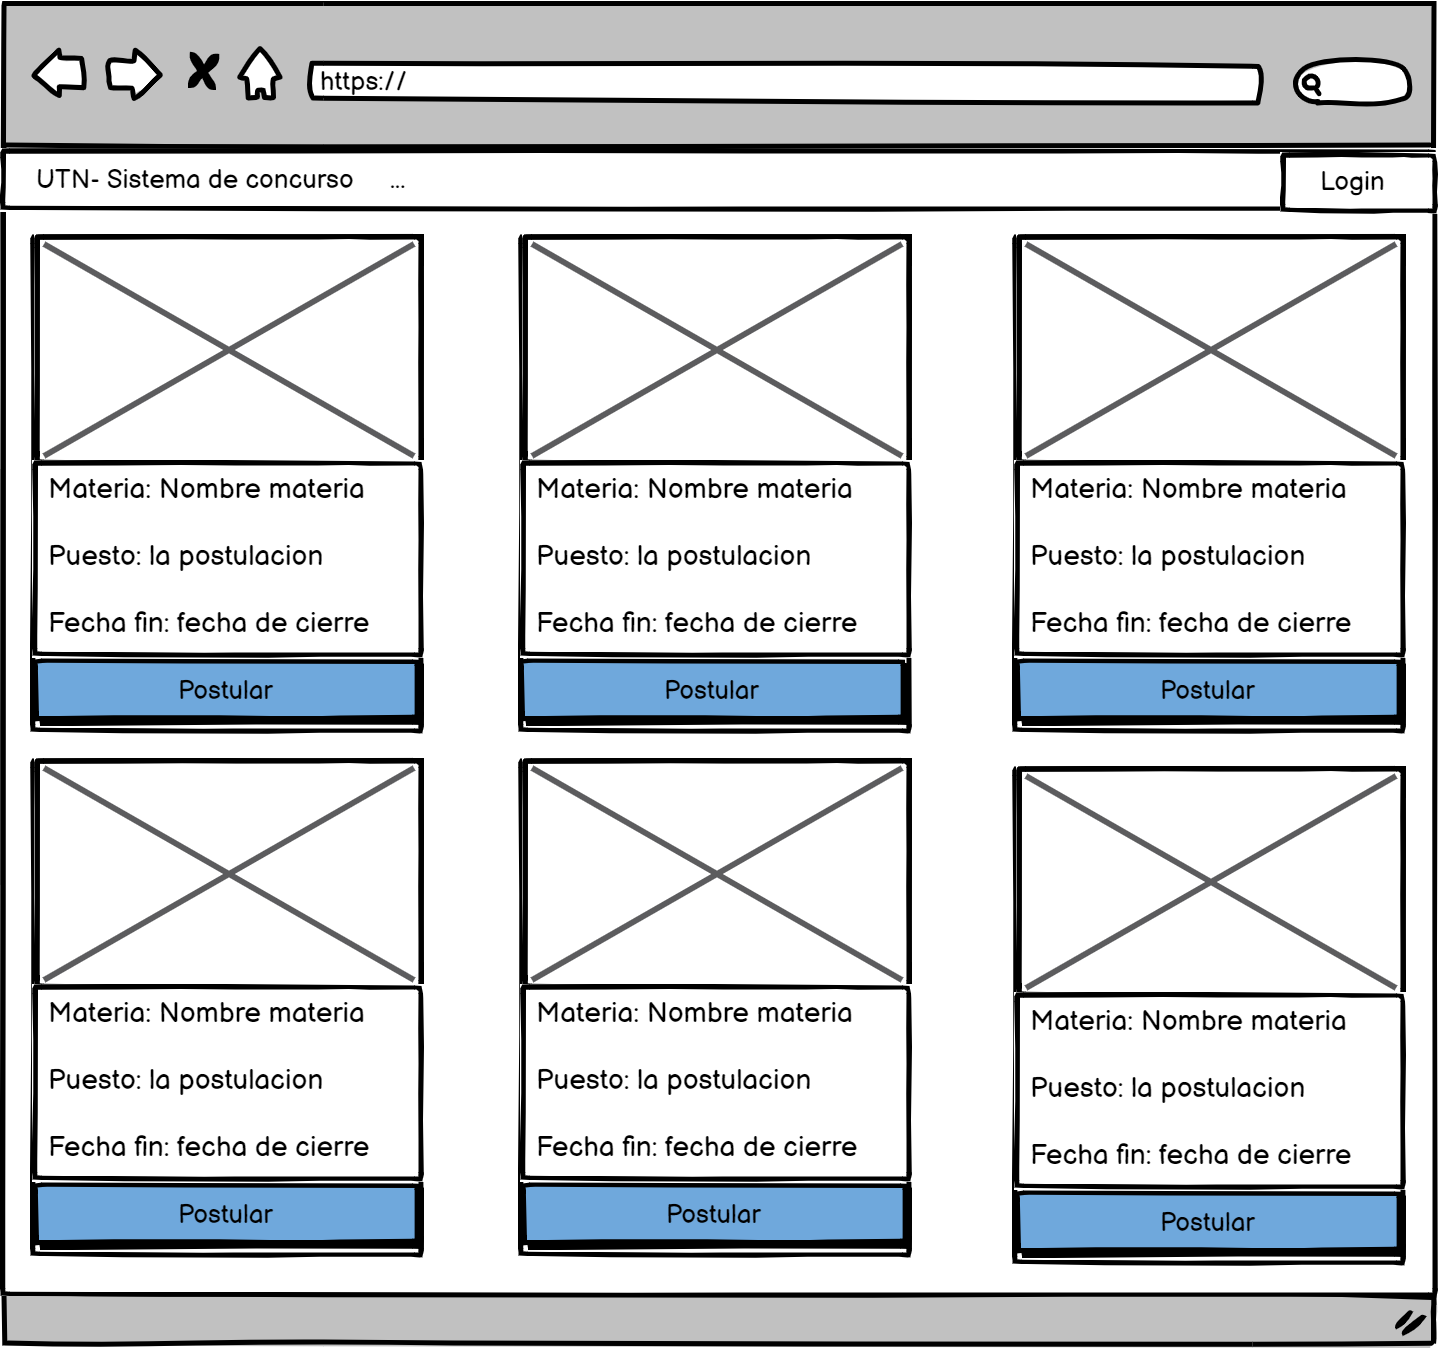 https://
UTN- Sistema de concurso ...
Login
Materia: Nombre materia
Puesto: la postulacion
Fecha fin: fecha de cierre
Postular
Materia: Nombre materia
Puesto: la postulacion
Fecha fin: fecha de cierre
Postular
Materia: Nombre materia
Puesto: la postulacion
Fecha fin: fecha de cierre
Postular
Materia: Nombre materia
Puesto: la postulacion
Fecha fin: fecha de cierre
Postular
Materia: Nombre materia
Puesto: la postulacion
Fecha fin: fecha de cierre
Postular
Materia: Nombre materia
Puesto: la postulacion
Fecha fin: fecha de cierre
Postular